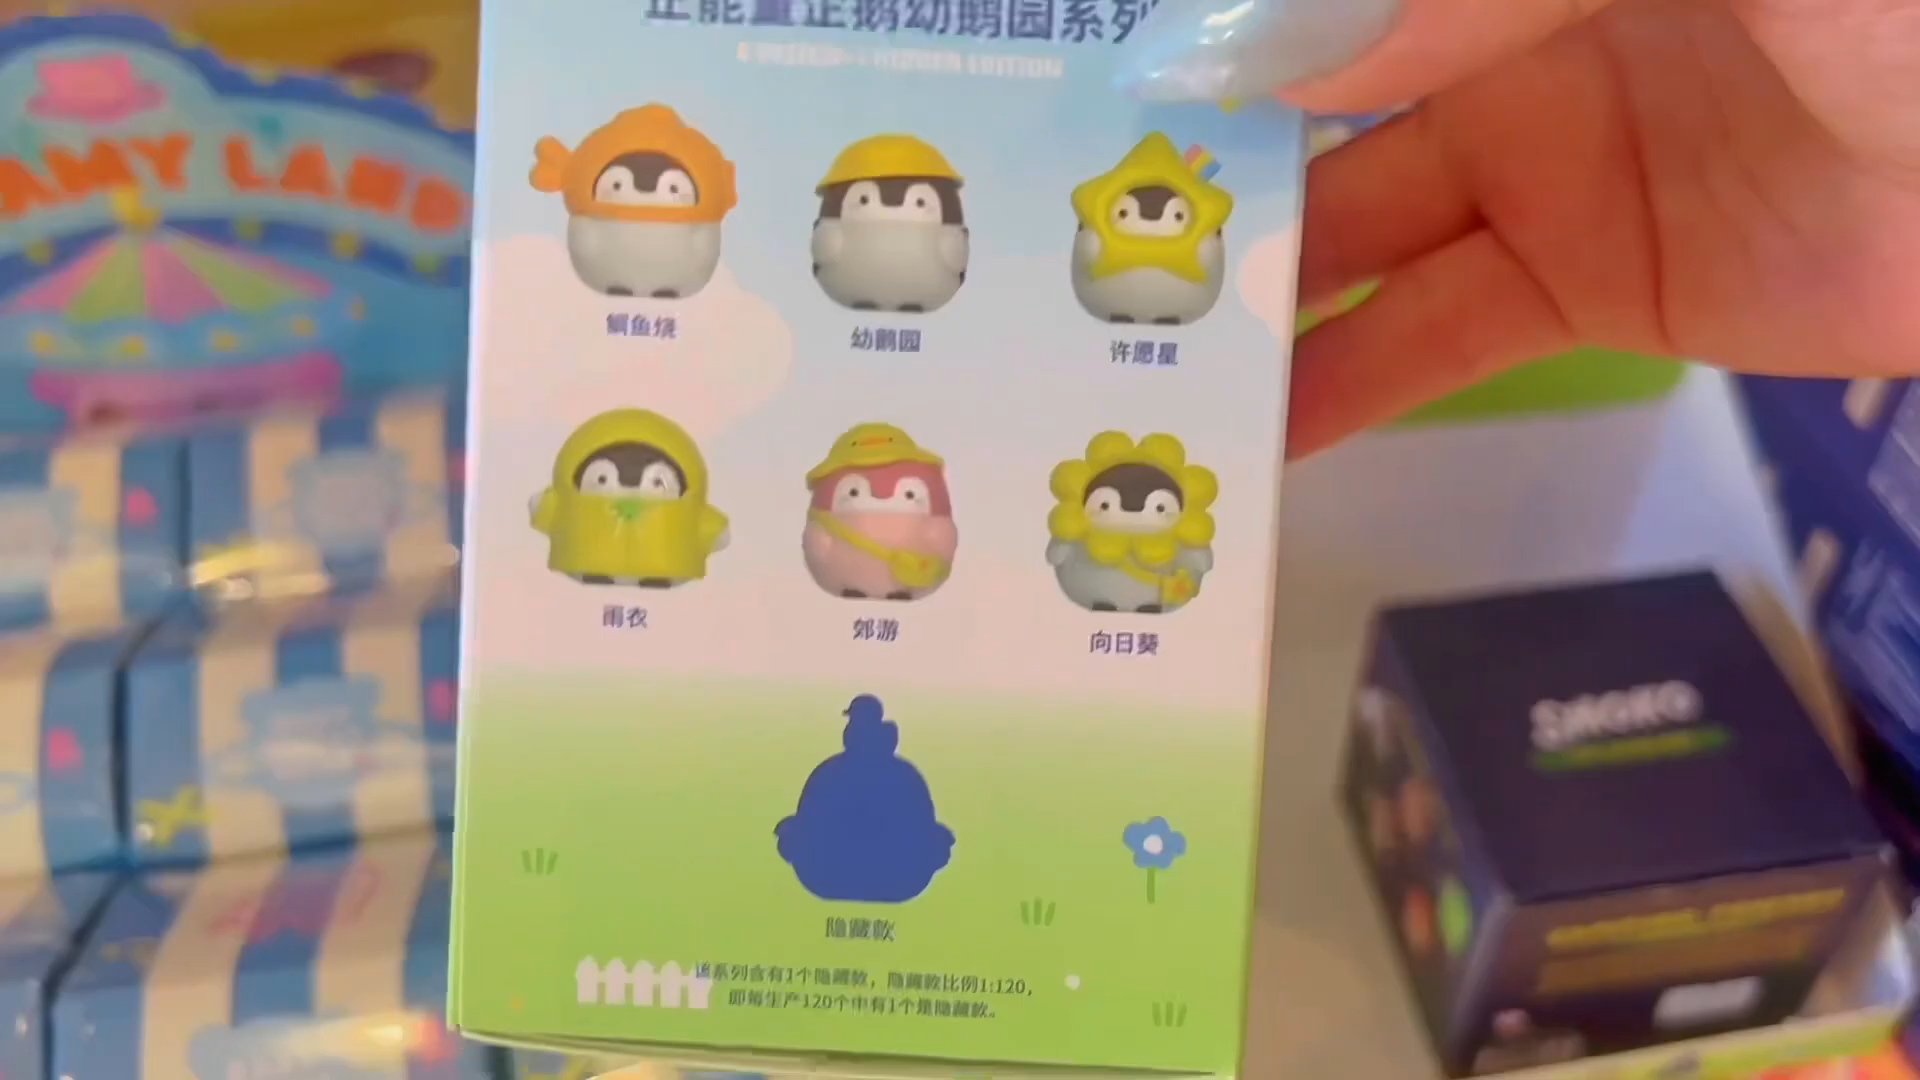 正能量企鹅幼鹅园系列
AMY LAND
鲷鱼烧
幼鹅园
许愿星
雨衣
郊游
向日葵
隐藏款
该系列含有1个隐藏款，隐藏款比例1:120，
即每生产120个中有1个是隐藏款。